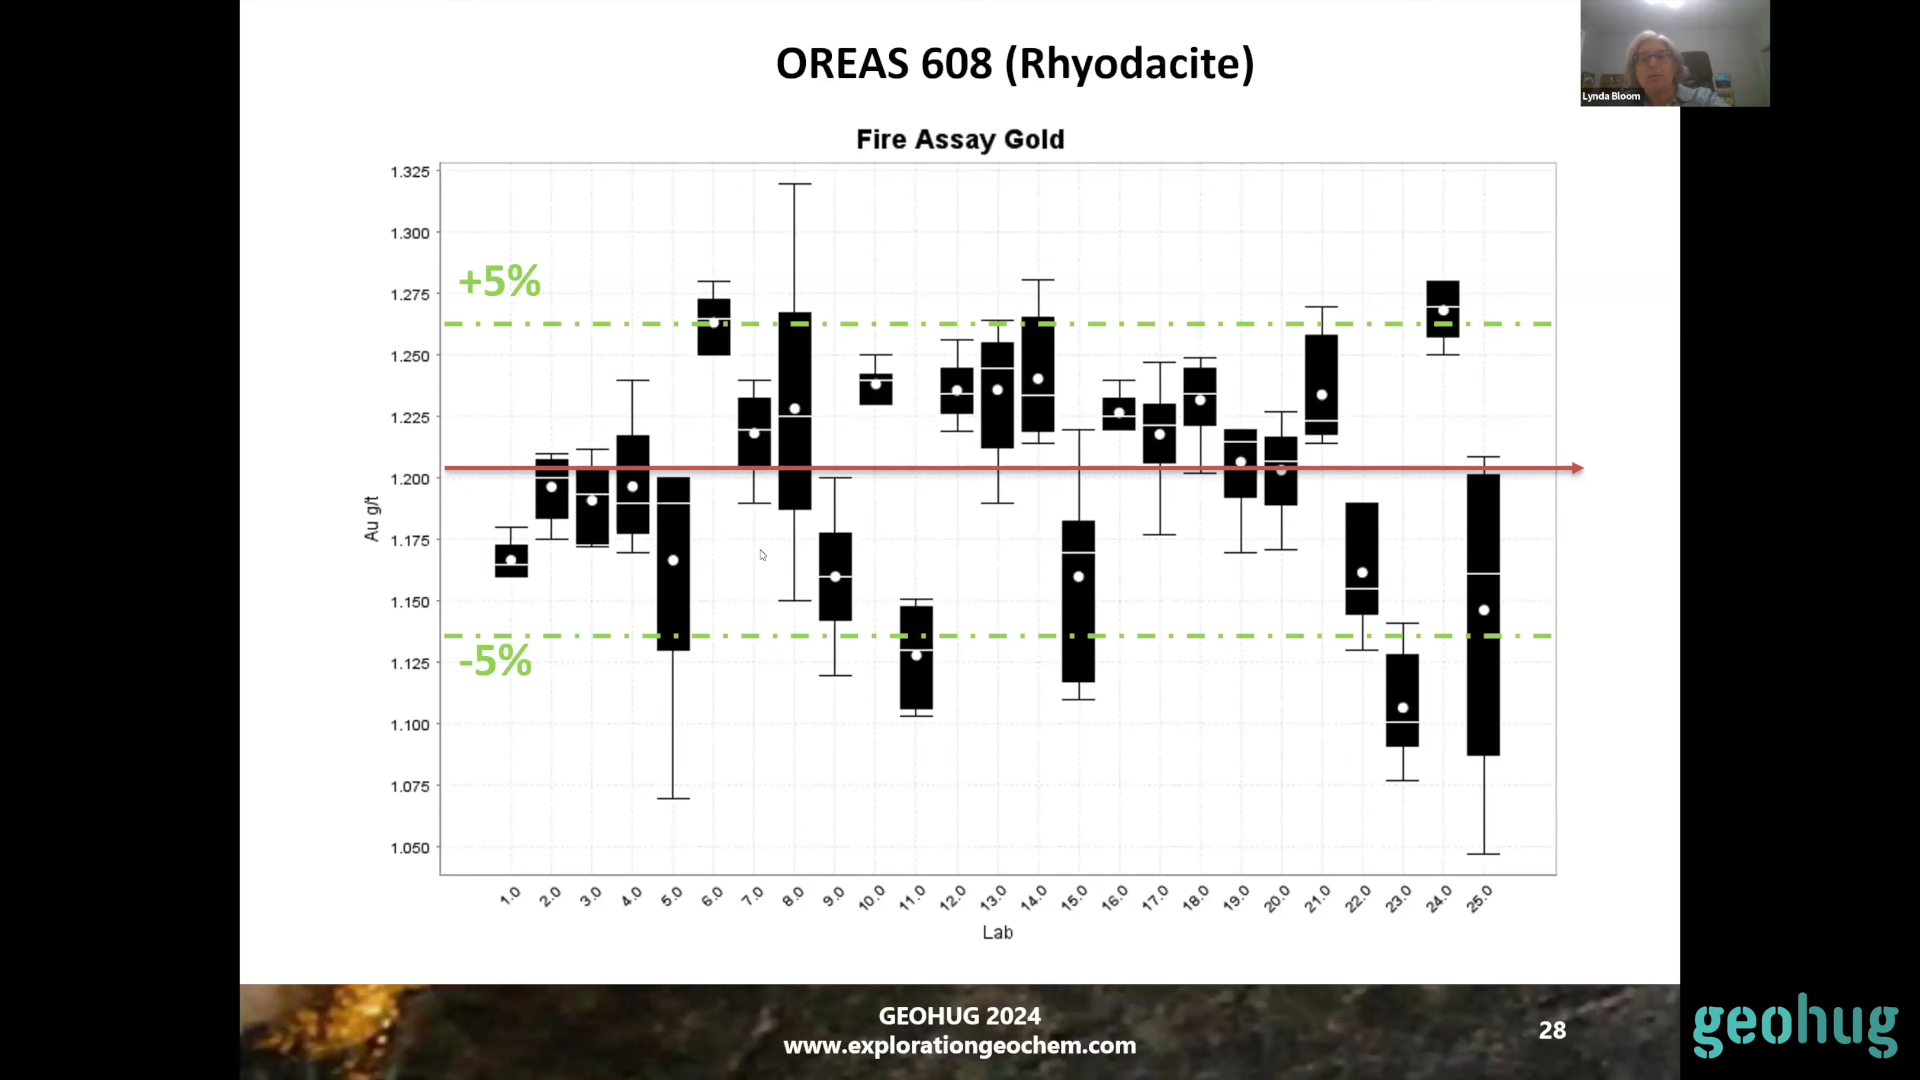 OREAS 608 (Rhyodacite)
Lynda Bloom
Fire Assay Gold
1.325
1.300
+5%
1.275
1.250
1.225
1.200
Au g/t
1.175
1.150
-5%
1.125
1.100
1.075
1.050
1.0 2.0 3.0 4.0 5.0 6.0 7.0 8.0 9.0 10.0 11.0 12.0 13.0 14.0 15.0 16.0 17.0 18.0 19.0 20.0 21.0 22.0 23.0 24.0 25.0
Lab
GEOHUG 2024
www.explorationgeochem.com
28
geohug